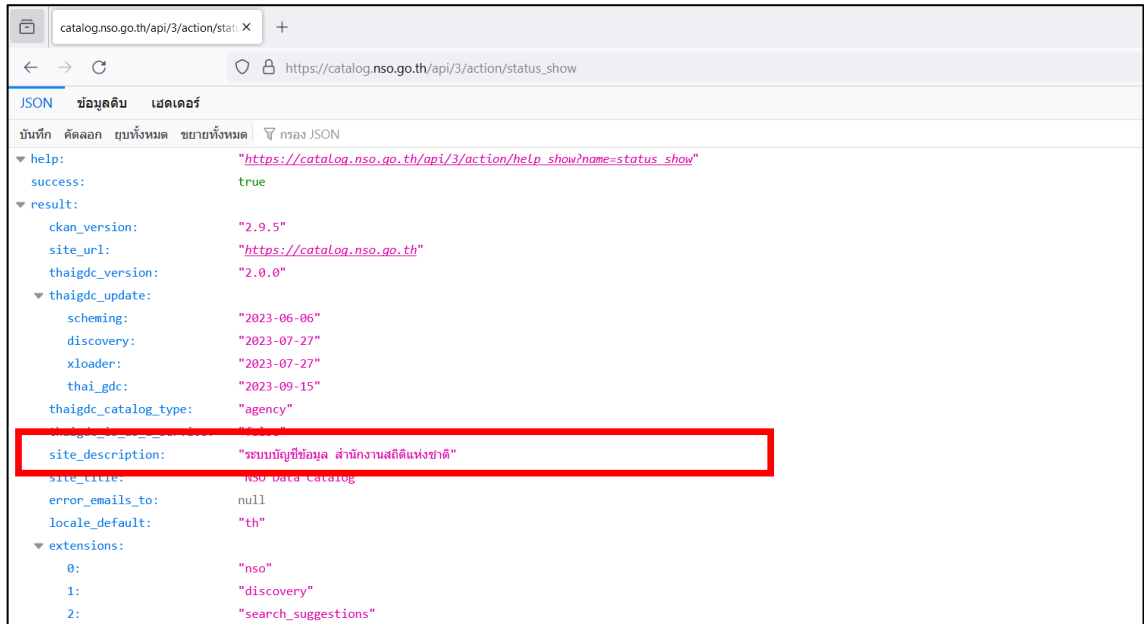 catalog.nso.go.th/api/3/action/stat
https://catalog.nso.go.th/api/3/action/status_show
JSON ข้อมูลดิบ เฮดเดอร์
บันทึก คัดลอก ยุบทั้งหมด ขยายทั้งหมด กรอง JSON
help: "https://catalog.nso.go.th/api/3/action/help_show?name=status_show"
success: true
result:
ckan_version: "2.9.5"
site_url: "https://catalog.nso.go.th"
thaigdc_version: "2.0.0"
thaigdc_update:
scheming: "2023-06-06"
discovery: "2023-07-27"
xloader: "2023-07-27"
thai_gdc: "2023-09-15"
thaigdc_catalog_type: "agency"
thaigdc_is_as_a_service: "false"
site_description: "ระบบบัญชีข้อมูล สำนักงานสถิติแห่งชาติ"
site_title: "NSO Data Catalog"
error_emails_to: null
locale_default: "th"
extensions:
0: "nso"
1: "discovery"
2: "search_suggestions"